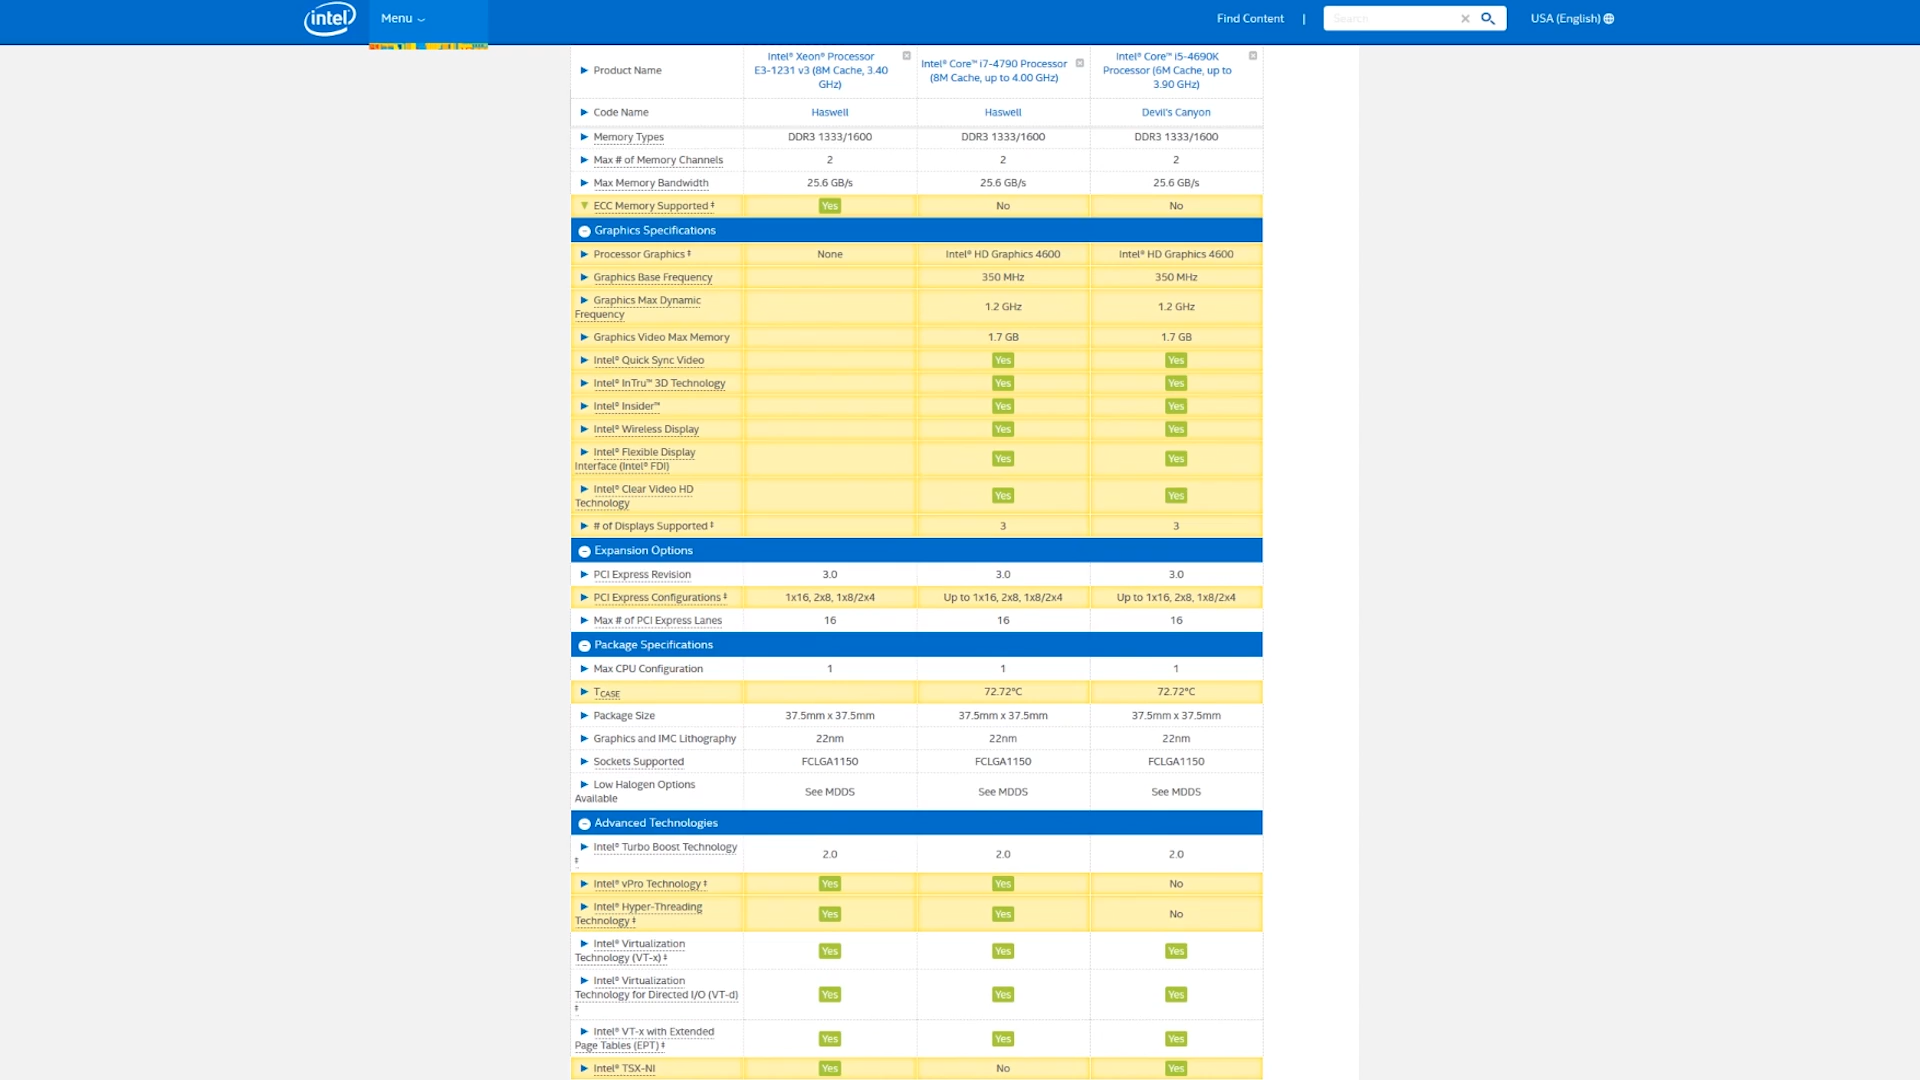 intel
Menu
Find Content
|
Search
USA (English)
Product Name
Intel® Xeon® Processor
E3-1231 v3 (8M Cache, 3.40
GHz)
Intel® Core™ i7-4790 Processor
(8M Cache, up to 4.00 GHz)
Intel® Core™ i5-4690K
Processor (6M Cache, up to
3.90 GHz)
Code Name Haswell Haswell Devil's Canyon
Memory Types DDR3 1333/1600 DDR3 1333/1600 DDR3 1333/1600
Max # of Memory Channels 2 2 2
Max Memory Bandwidth 25.6 GB/s 25.6 GB/s 25.6 GB/s
ECC Memory Supported ‡ Yes No No
Graphics Specifications
Processor Graphics ‡ None Intel® HD Graphics 4600 Intel® HD Graphics 4600
Graphics Base Frequency 350 MHz 350 MHz
Graphics Max Dynamic
Frequency 1.2 GHz 1.2 GHz
Graphics Video Max Memory 1.7 GB 1.7 GB
Intel® Quick Sync Video Yes Yes
Intel® InTru™ 3D Technology Yes Yes
Intel® Insider™ Yes Yes
Intel® Wireless Display Yes Yes
Intel® Flexible Display
Interface (Intel® FDI) Yes Yes
Intel® Clear Video HD
Technology Yes Yes
# of Displays Supported ‡ 3 3
Expansion Options
PCI Express Revision 3.0 3.0 3.0
PCI Express Configurations ‡ 1x16, 2x8, 1x8/2x4 Up to 1x16, 2x8, 1x8/2x4 Up to 1x16, 2x8, 1x8/2x4
Max # of PCI Express Lanes 16 16 16
Package Specifications
Max CPU Configuration 1 1 1
TCASE 72.72°C 72.72°C
Package Size 37.5mm x 37.5mm 37.5mm x 37.5mm 37.5mm x 37.5mm
Graphics and IMC Lithography 22nm 22nm 22nm
Sockets Supported FCLGA1150 FCLGA1150 FCLGA1150
Low Halogen Options
Available See MDDS See MDDS See MDDS
Advanced Technologies
Intel® Turbo Boost Technology
‡ 2.0 2.0 2.0
Intel® vPro Technology ‡ Yes Yes No
Intel® Hyper-Threading
Technology ‡ Yes Yes No
Intel® Virtualization
Technology (VT-x) ‡ Yes Yes Yes
Intel® Virtualization
Technology for Directed I/O (VT-d)
‡ Yes Yes Yes
Intel® VT-x with Extended
Page Tables (EPT) ‡ Yes Yes Yes
Intel® TSX-NI Yes No Yes